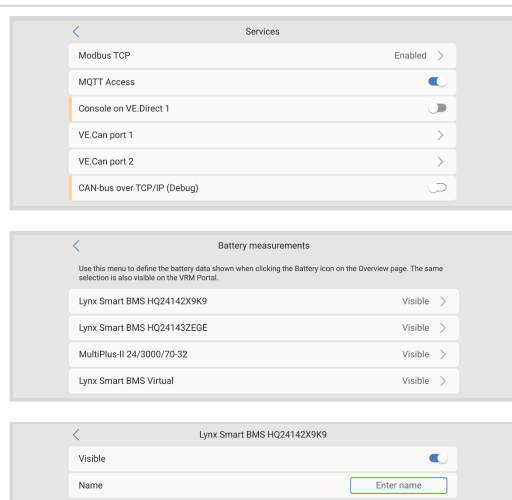 Services
Modbus TCP Enabled
MQTT Access
Console on VE.Direct 1
VE.Can port 1
VE.Can port 2
CAN-bus over TCP/IP (Debug)
Battery measurements
Use this menu to define the battery data shown when clicking the Battery icon on the Overview page. The same
selection is also visible on the VRM Portal.
Lynx Smart BMS HQ24142X9K9 Visible
Lynx Smart BMS HQ24143ZEGE Visible
MultiPlus-II 24/3000/70-32 Visible
Lynx Smart BMS Virtual Visible
Lynx Smart BMS HQ24142X9K9
Visible
Name Enter name